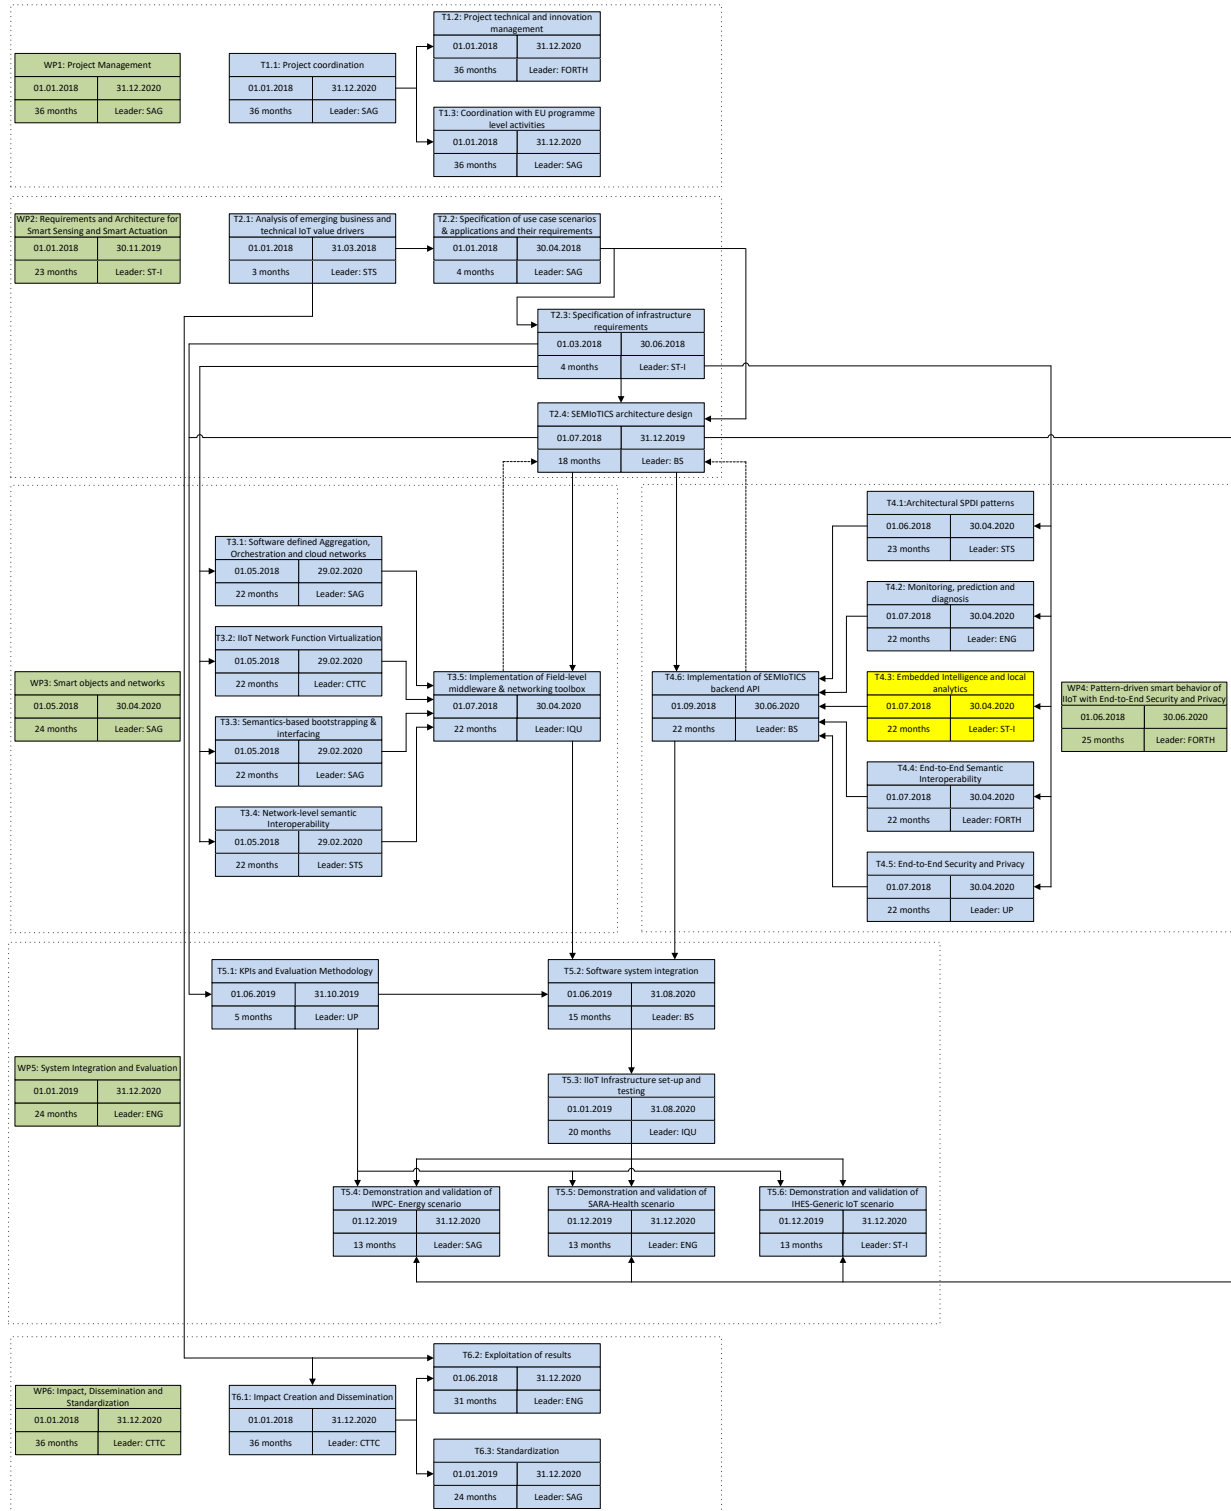 T1.2: Project technical and innovation
management
01.01.2018 31.12.2020
36 months Leader: FORTH
WP1: Project Management
01.01.2018 31.12.2020
36 months Leader: SAG
T1.1: Project coordination
01.01.2018 31.12.2020
36 months Leader: SAG
T1.3: Coordination with EU programme
level activities
01.01.2018 31.12.2020
36 months Leader: SAG
WP2: Requirements and Architecture for
Smart Sensing and Smart Actuation
01.01.2018 30.11.2019
23 months Leader: ST-I
T2.1: Analysis of emerging business and
technical IoT value drivers
01.01.2018 31.03.2018
3 months Leader: STS
T2.2: Specification of use case scenarios
& applications and their requirements
01.01.2018 30.04.2018
4 months Leader: SAG
T2.3: Specification of infrastructure
requirements
01.03.2018 30.06.2018
4 months Leader: ST-I
T2.4: SEMIoTICS architecture design
01.07.2018 31.12.2019
18 months Leader: BS
T3.1: Software defined Aggregation,
Orchestration and cloud networks
01.05.2018 29.02.2020
22 months Leader: SAG
T3.2: IIoT Network Function Virtualization
01.05.2018 29.02.2020
22 months Leader: CTTC
WP3: Smart objects and networks
01.05.2018 30.04.2020
24 months Leader: SAG
T3.3: Semantics-based bootstrapping &
interfacing
01.05.2018 29.02.2020
22 months Leader: SAG
T3.4: Network-level semantic
Interoperability
01.05.2018 29.02.2020
22 months Leader: STS
T3.5: Implementation of Field-level
middleware & networking toolbox
01.07.2018 30.04.2020
22 months Leader: IQU
T4.6: Implementation of SEMIoTICS
backend API
01.09.2018 30.06.2020
22 months Leader: BS
T4.1:Architectural SPDI patterns
01.06.2018 30.04.2020
23 months Leader: STS
T4.2: Monitoring, prediction and
diagnosis
01.07.2018 30.04.2020
22 months Leader: ENG
T4.3: Embedded Intelligence and local
analytics
01.07.2018 30.04.2020
22 months Leader: ST-I
WP4: Pattern-driven smart behavior of
IIoT with End-to-End Security and Privacy
01.06.2018 30.06.2020
25 months Leader: FORTH
T4.4: End-to-End Semantic
Interoperability
01.07.2018 30.04.2020
22 months Leader: FORTH
T4.5: End-to-End Security and Privacy
01.07.2018 30.04.2020
22 months Leader: UP
T5.1: KPIs and Evaluation Methodology
01.06.2019 31.10.2019
5 months Leader: UP
T5.2: Software system integration
01.06.2019 31.08.2020
15 months Leader: BS
WP5: System Integration and Evaluation
01.01.2019 31.12.2020
24 months Leader: ENG
T5.3: IIoT Infrastructure set-up and
testing
01.01.2019 31.08.2020
20 months Leader: IQU
T5.4: Demonstration and validation of
IWPC- Energy scenario
01.12.2019 31.12.2020
13 months Leader: SAG
T5.5: Demonstration and validation of
SARA-Health scenario
01.12.2019 31.12.2020
13 months Leader: ENG
T5.6: Demonstration and validation of
IHES-Generic IoT scenario
01.12.2019 31.12.2020
13 months Leader: ST-I
T6.2: Exploitation of results
01.06.2018 31.12.2020
31 months Leader: ENG
WP6: Impact, Dissemination and
Standardization
01.01.2018 31.12.2020
36 months Leader: CTTC
T6.1: Impact Creation and Dissemination
01.01.2018 31.12.2020
36 months Leader: CTTC
T6.3: Standardization
01.01.2019 31.12.2020
24 months Leader: SAG